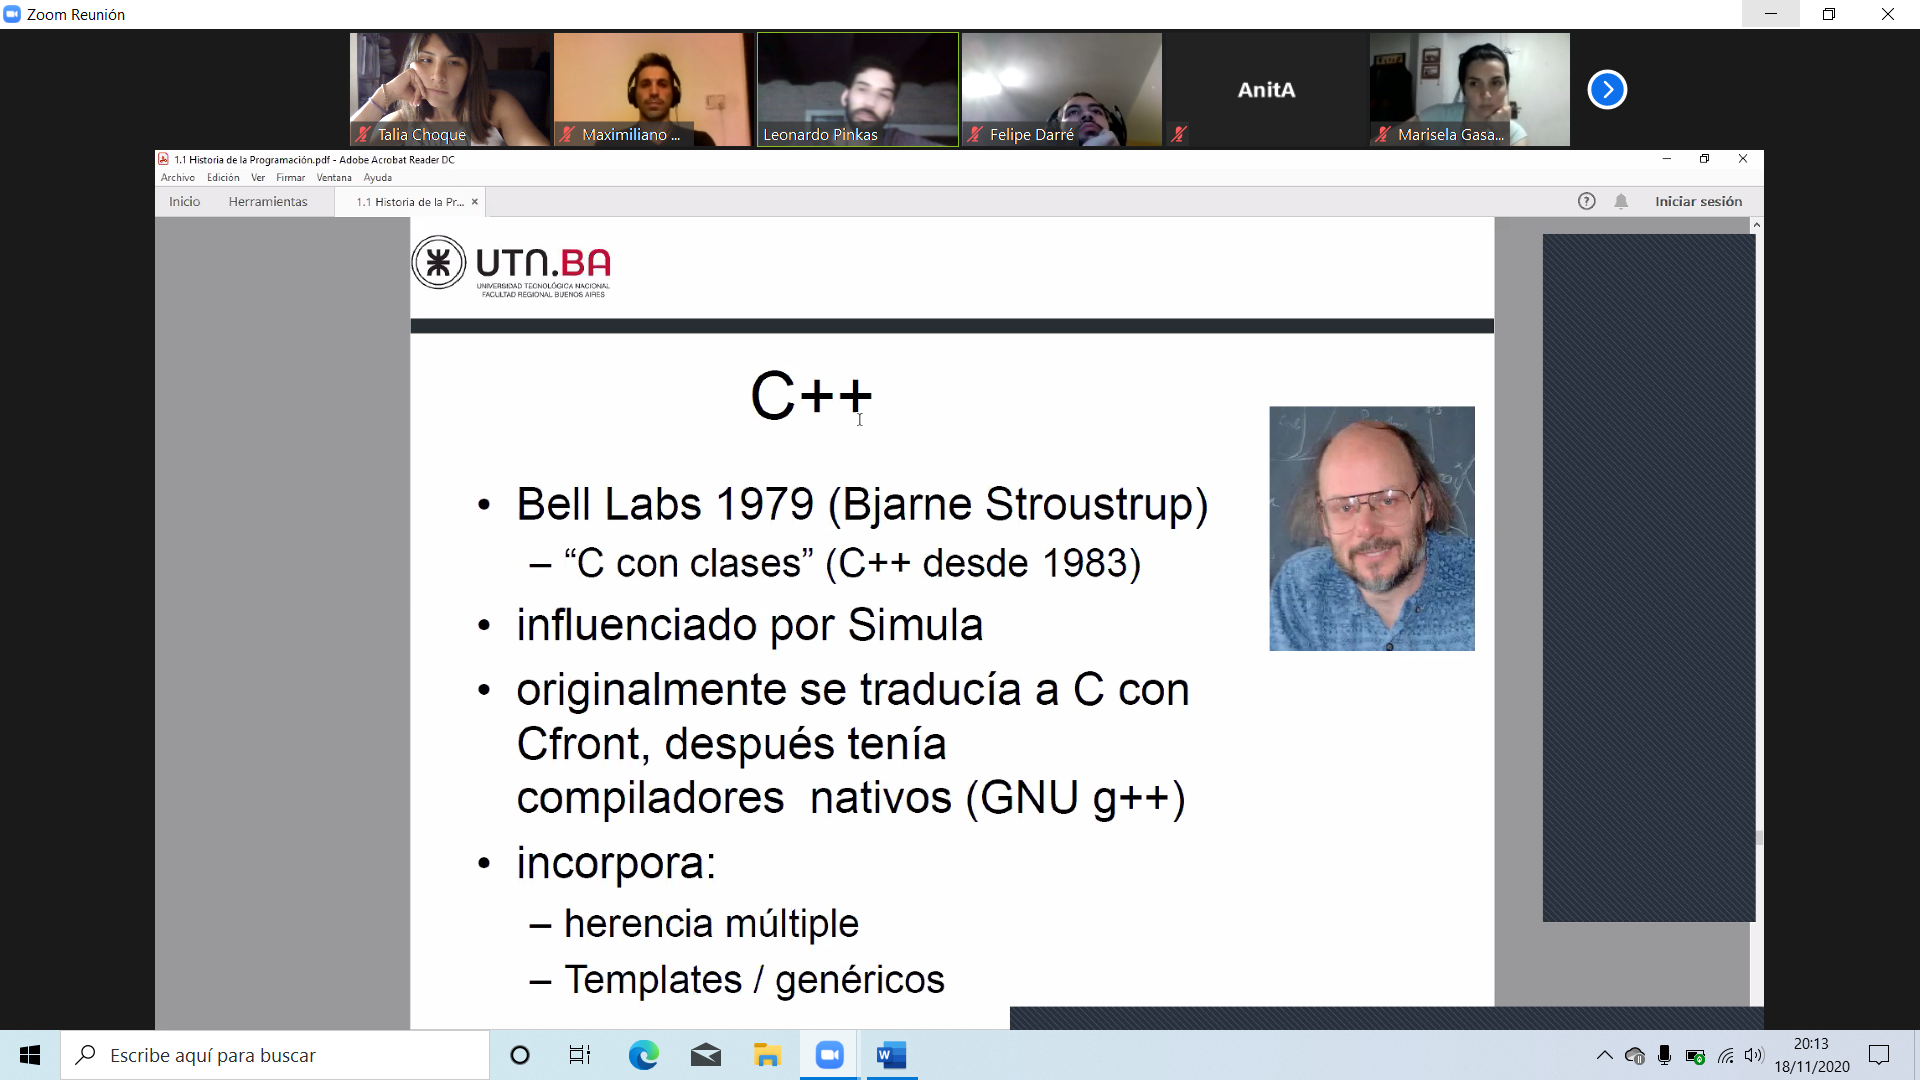 Zoom Reunión
Talia Choque
Maximiliano ...
Leonardo Pinkas
Felipe Darré
AnitA
Marisela Gasa...
1.1 Historia de la Programación.pdf - Adobe Acrobat Reader DC
Archivo Edición Ver Firmar Ventana Ayuda
Inicio Herramientas 1.1 Historia de la Pr... × Iniciar sesión
UTN.BA
UNIVERSIDAD TECNOLÓGICA NACIONAL
FACULTAD REGIONAL BUENOS AIRES
C++
• Bell Labs 1979 (Bjarne Stroustrup)
– “C con clases” (C++ desde 1983)
• influenciado por Simula
• originalmente se traducía a C con
Cfront, después tenía
compiladores nativos (GNU g++)
• incorpora:
– herencia múltiple
– Templates / genéricos
Escribe aquí para buscar
20:13
18/11/2020